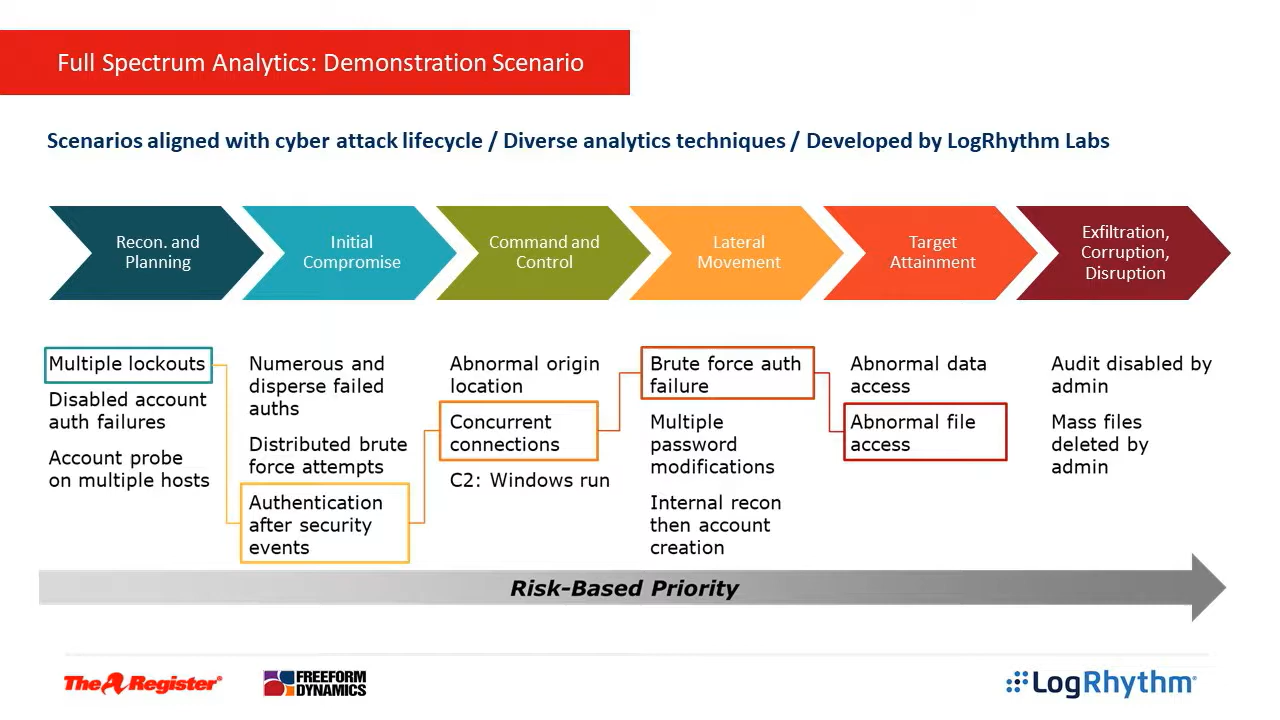 Full Spectrum Analytics: Demonstration Scenario
Scenarios aligned with cyber attack lifecycle / Diverse analytics techniques / Developed by LogRhythm Labs
Recon. and
Planning
Initial
Compromise
Command and
Control
Lateral
Movement
Target
Attainment
Exfiltration,
Corruption,
Disruption
Multiple lockouts
Disabled account
auth failures
Account probe
on multiple hosts
Numerous and
disperse failed
auths
Distributed brute
force attempts
Authentication
after security
events
Abnormal origin
location
Concurrent
connections
C2: Windows run
Brute force auth
failure
Multiple
password
modifications
Internal recon
then account
creation
Abnormal data
access
Abnormal file
access
Audit disabled by
admin
Mass files
deleted by
admin
Risk-Based Priority
The Register
FREEFORM
DYNAMICS
LogRhythm